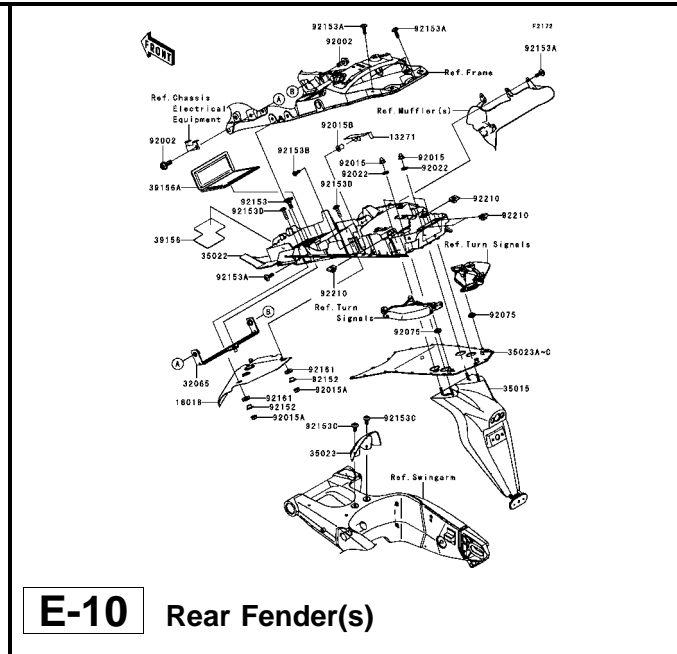 F2172
FRONT
92153A
92153A
92002
92153A
Ref.Frame
A
B
Ref.Chassis
Electrical
Equipment
Ref.Muffler(s)
92015B
13271
92002
92153B
92015
92015
92022
92022
39156A
92153
92153D
92153D
92210
92210
39156
35022
Ref.Turn Signals
92153A
92210
Ref.Turn
Signals
B
92075
92075
A
35023A~C
32065
92161
92152
35015
16018
92161
92152
92015A
92015A
92153C
92153C
35023
Ref.Swingarm
E-10 Rear Fender(s)